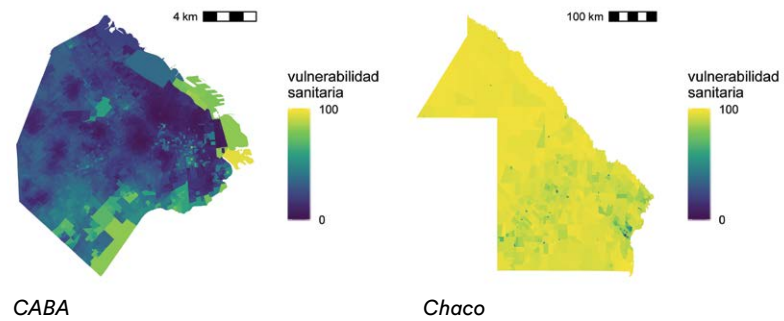 4 km
vulnerabilidad
sanitaria
100
0
CABA
100 km
vulnerabilidad
sanitaria
100
0
Chaco